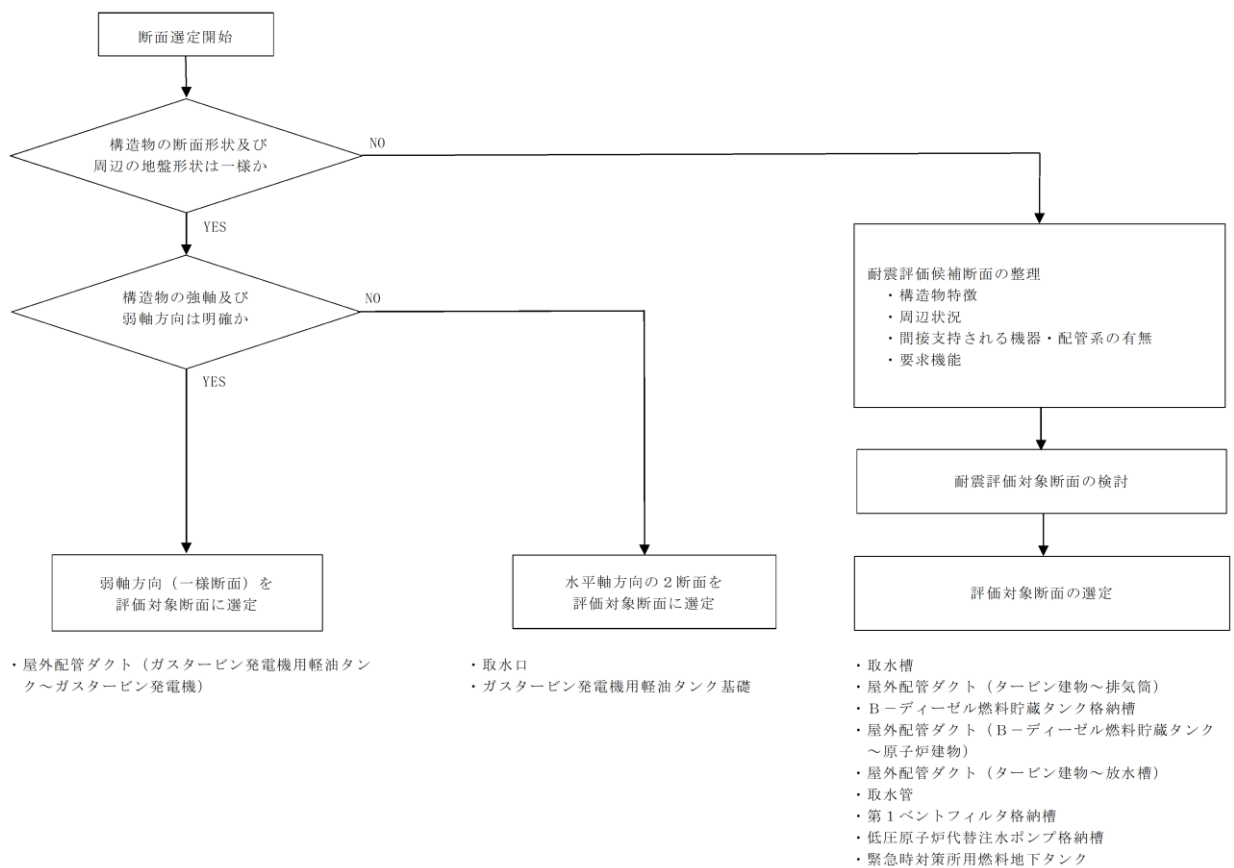 断面選定開始
構造物の断面形状及び
周辺の地盤形状は一様か
NO
YES
構造物の強軸及び
弱軸方向は明確か
NO
YES
耐震評価候補断面の整理
・構造物特徴
・周辺状況
・間接支持される機器・配管系の有無
・要求機能
耐震評価対象断面の検討
弱軸方向（一様断面）を
評価対象断面に選定
水平軸方向の２断面を
評価対象断面に選定
評価対象断面の選定
・屋外配管ダクト（ガスタービン発電機用軽油タン
ク～ガスタービン発電機）
・取水口
・ガスタービン発電機用軽油タンク基礎
・取水槽
・屋外配管ダクト（タービン建物～排気筒）
・Ｂ－ディーゼル燃料貯蔵タンク格納槽
・屋外配管ダクト（Ｂ－ディーゼル燃料貯蔵タンク
～原子炉建物）
・屋外配管ダクト（タービン建物～放水槽）
・取水管
・第１ベントフィルタ格納槽
・低圧原子炉代替注水ポンプ格納槽
・緊急時対策所用燃料地下タンク